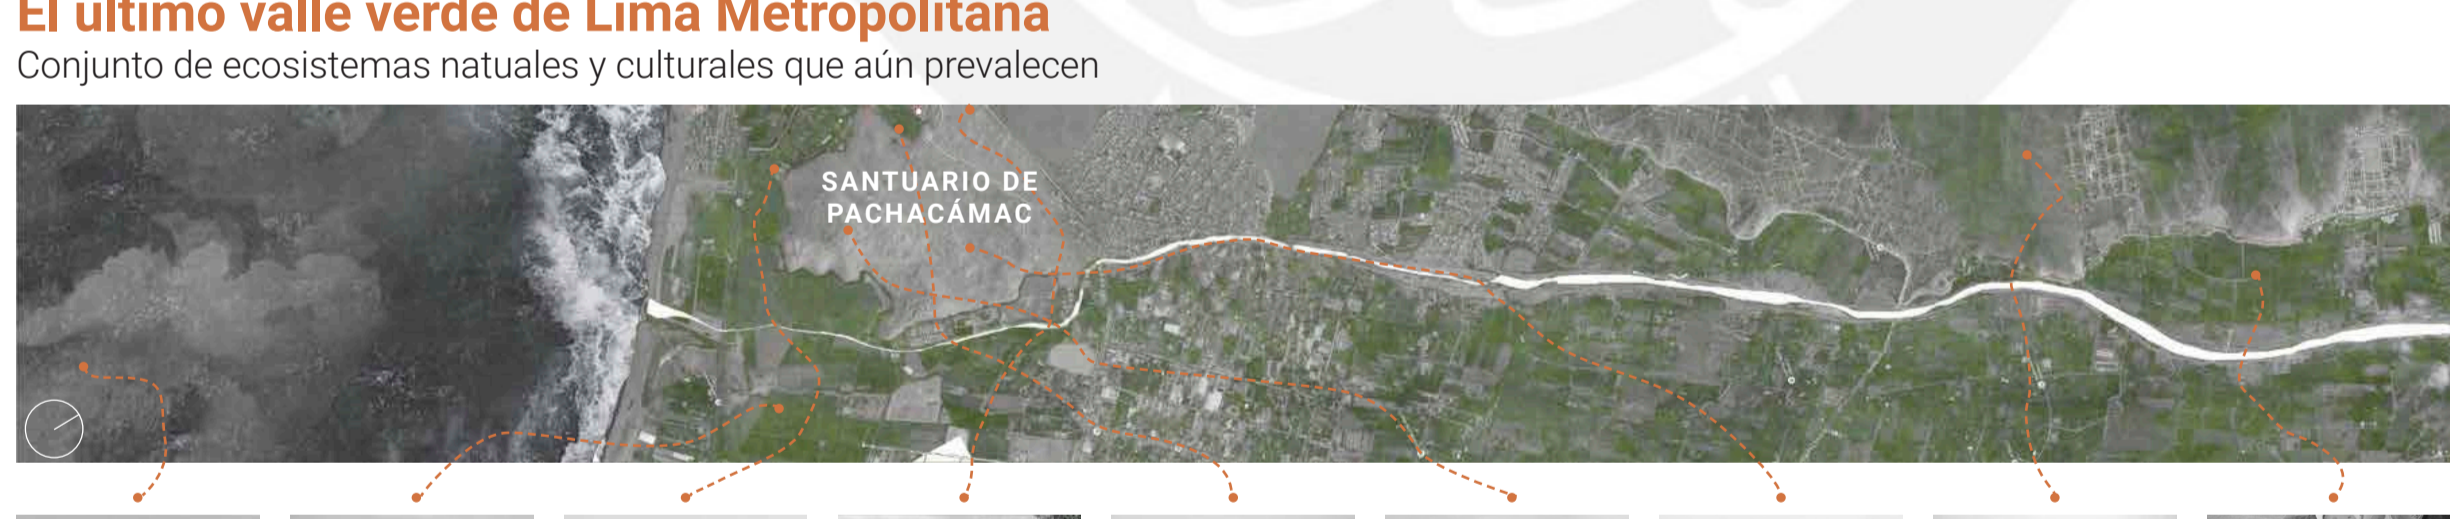 El último valle verde de Lima Metropolitana
Conjunto de ecosistemas natuales y culturales que aún prevalecen
SANTUARIO DE
PACHACÁMAC